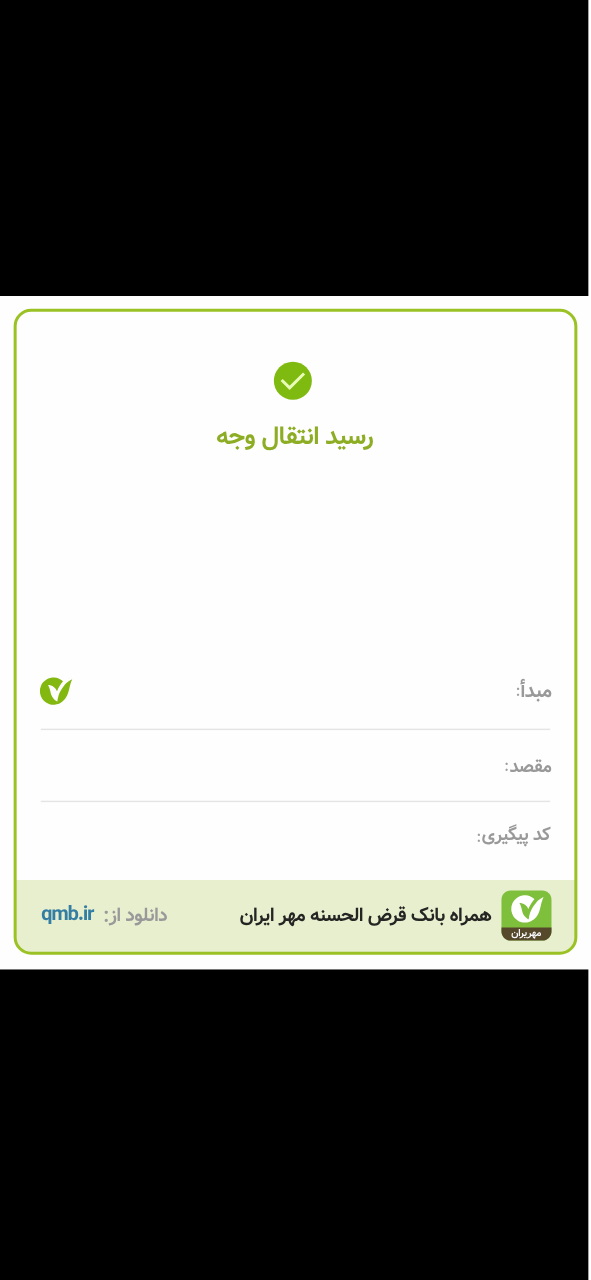 رسید انتقال وجه
مبدأ:
مقصد:
کد پیگیری:
همراه بانک قرض الحسنه مهر ایران دانلود از: qmb.ir
مهریران